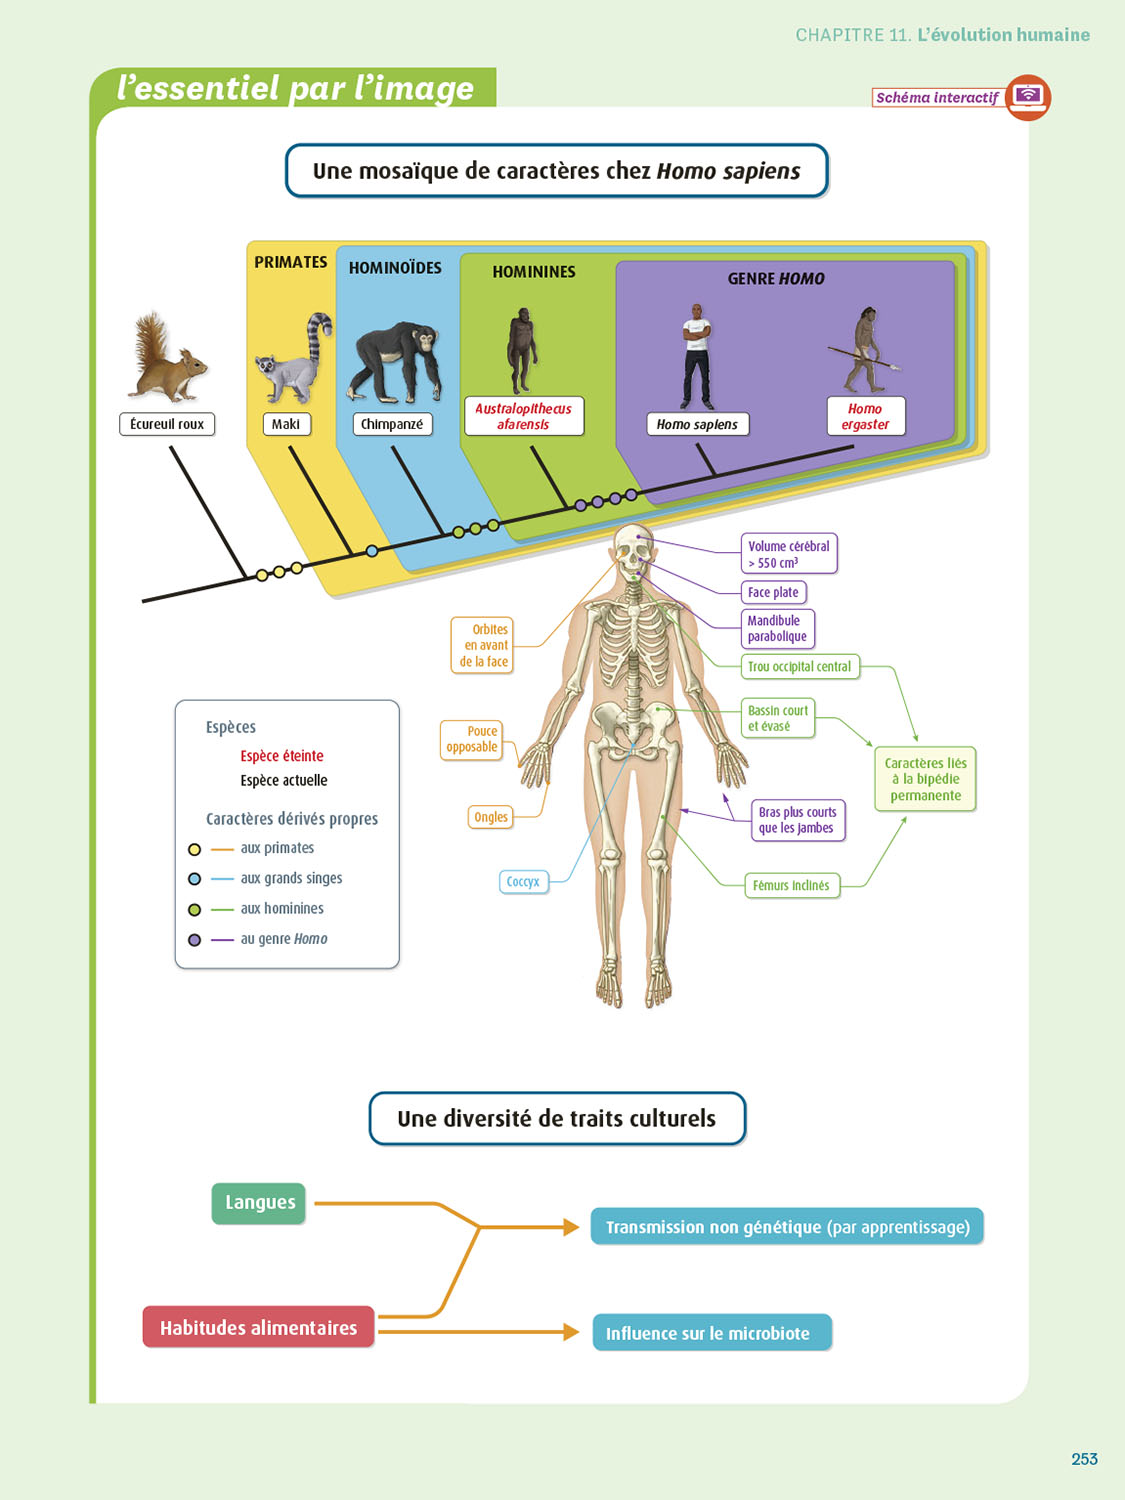 CHAPITRE 11. L'évolution humaine
l'essentiel par l'image
Schéma interactif
Une mosaïque de caractères chez Homo sapiens
PRIMATES
HOMINOÏDES
HOMININES
GENRE HOMO
Écureuil roux
Maki
Chimpanzé
Australopithecus
afarensis
Homo sapiens
Homo
ergaster
Volume cérébral
> 550 cm³
Face plate
Mandibule
parabolique
Orbites
en avant
de la face
Trou occipital central
Bassin court
et évasé
Pouce
opposable
Caractères liés
à la bipédie
permanente
Ongles
Bras plus courts
que les jambes
Coccyx
Fémurs inclinés
Espèces
Espèce éteinte
Espèce actuelle
Caractères dérivés propres
aux primates
aux grands singes
aux hominines
au genre Homo
Une diversité de traits culturels
Langues
Transmission non génétique (par apprentissage)
Habitudes alimentaires
Influence sur le microbiote
253